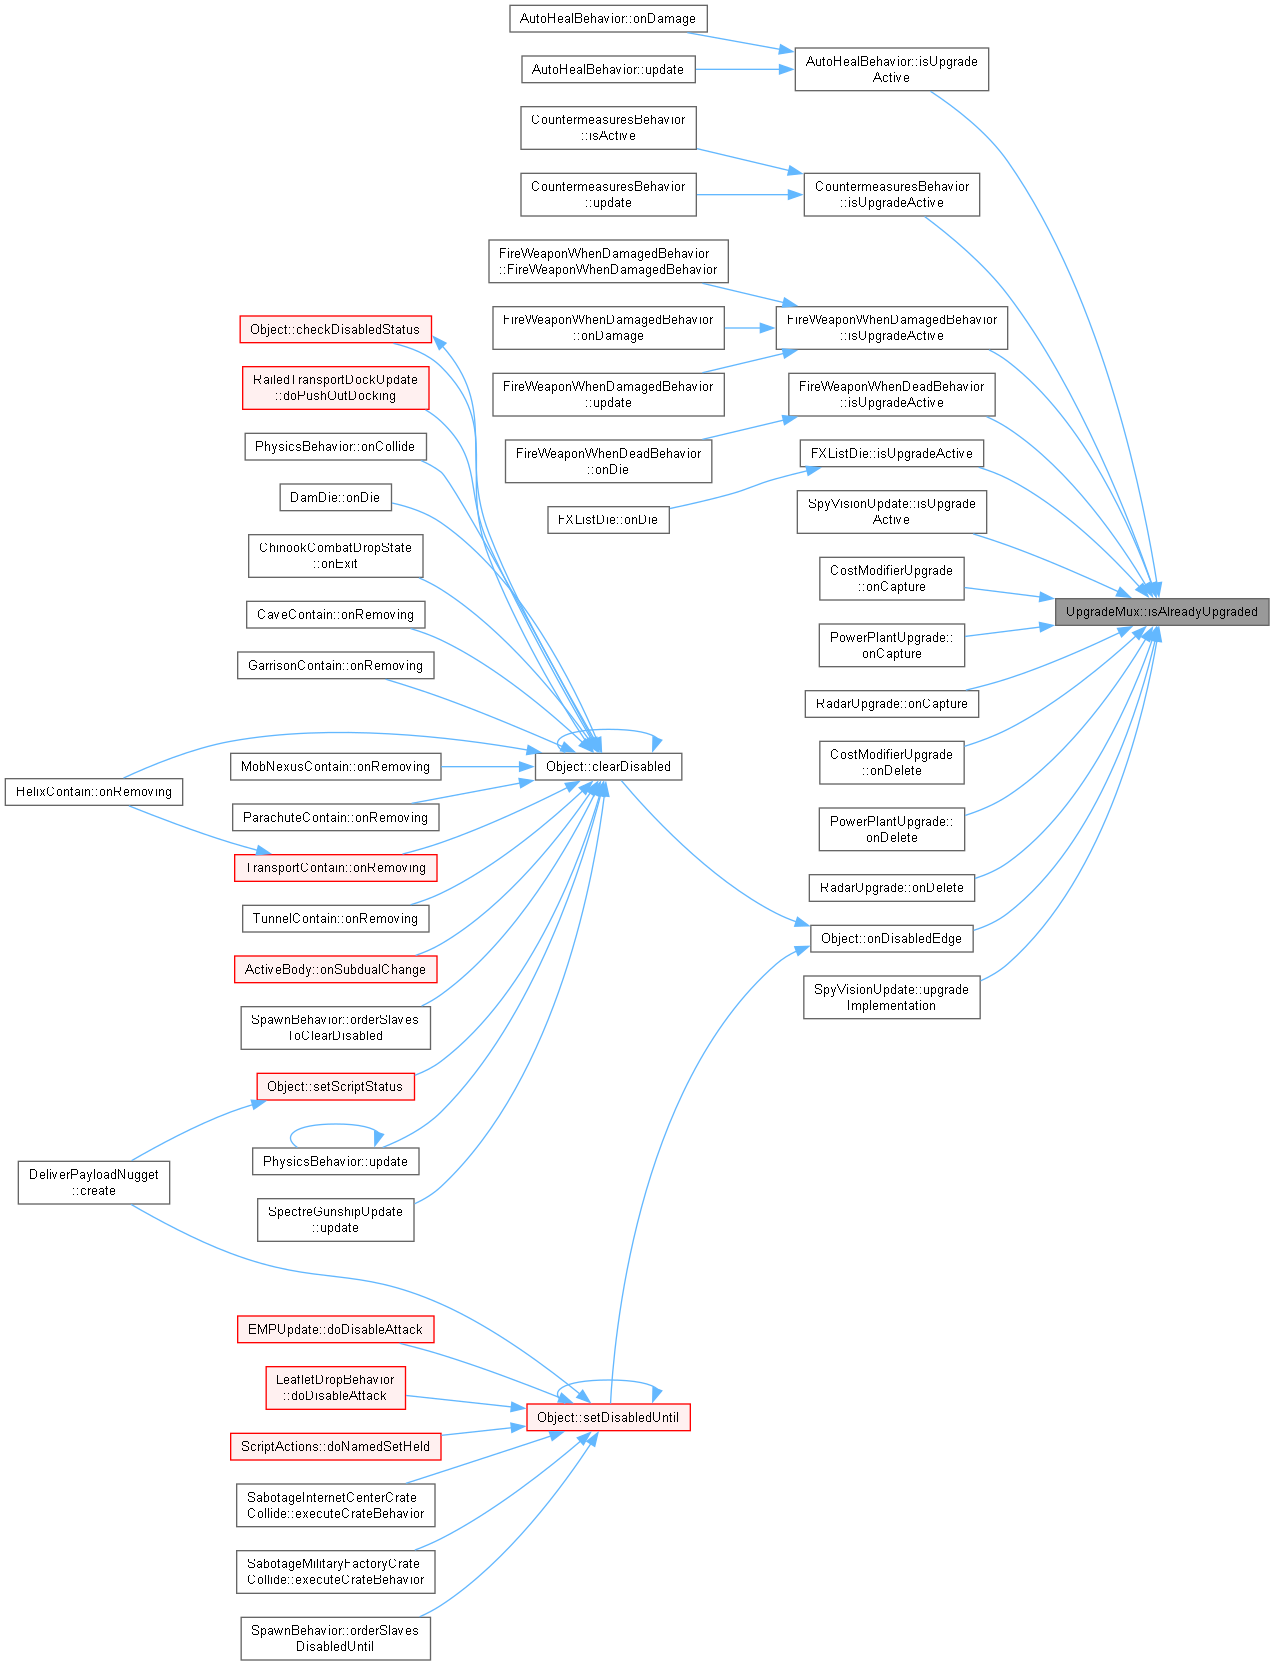 AutoHealBehavior::onDamage
AutoHealBehavior::isUpgrade
Active
AutoHealBehavior::update
CountermeasuresBehavior
::isActive
CountermeasuresBehavior
::isUpgradeActive
CountermeasuresBehavior
::update
FireWeaponWhenDamagedBehavior
::FireWeaponWhenDamagedBehavior
FireWeaponWhenDamagedBehavior
::isUpgradeActive
FireWeaponWhenDamagedBehavior
::onDamage
FireWeaponWhenDamagedBehavior
::update
FireWeaponWhenDeadBehavior
::isUpgradeActive
FireWeaponWhenDeadBehavior
::onDie
FXListDie::isUpgradeActive
FXListDie::onDie
SpyVisionUpdate::isUpgrade
Active
CostModifierUpgrade
::onCapture
UpgradeMux::isAlreadyUpgraded
PowerPlantUpgrade::
onCapture
RadarUpgrade::onCapture
CostModifierUpgrade
::onDelete
PowerPlantUpgrade::
onDelete
RadarUpgrade::onDelete
Object::onDisabledEdge
SpyVisionUpdate::upgrade
Implementation
Object::checkDisabledStatus
RailedTransportDockUpdate
::doPushOutDocking
PhysicsBehavior::onCollide
DamDie::onDie
ChinookCombatDropState
::onExit
CaveContain::onRemoving
GarrisonContain::onRemoving
MobNexusContain::onRemoving
Object::clearDisabled
HelixContain::onRemoving
ParachuteContain::onRemoving
TransportContain::onRemoving
TunnelContain::onRemoving
ActiveBody::onSubdualChange
SpawnBehavior::orderSlaves
ToClearDisabled
Object::setScriptStatus
PhysicsBehavior::update
DeliverPayloadNugget
::create
SpectreGunshipUpdate
::update
EMPUpdate::doDisableAttack
LeafletDropBehavior
::doDisableAttack
Object::setDisabledUntil
ScriptActions::doNamedSetHeld
SabotageInternetCenterCrate
Collide::executeCrateBehavior
SabotageMilitaryFactoryCrate
Collide::executeCrateBehavior
SpawnBehavior::orderSlaves
DisabledUntil